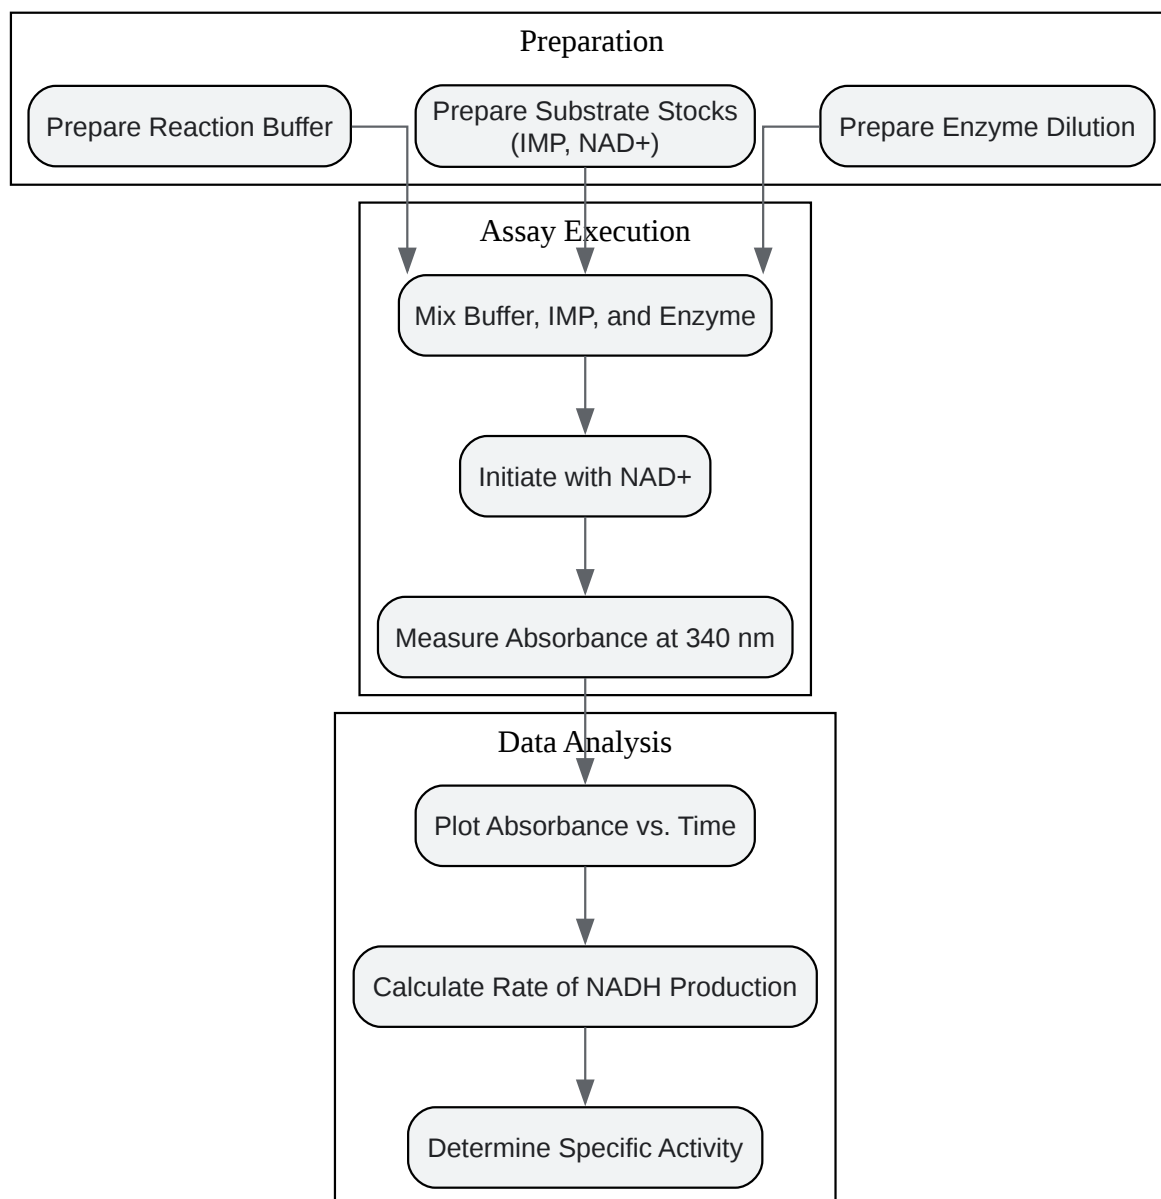 Preparation
Prepare Reaction Buffer
Prepare Substrate Stocks
(IMP, NAD+)
Prepare Enzyme Dilution
Assay Execution
Mix Buffer, IMP, and Enzyme
Initiate with NAD+
Measure Absorbance at 340 nm
Data Analysis
Plot Absorbance vs. Time
Calculate Rate of NADH Production
Determine Specific Activity